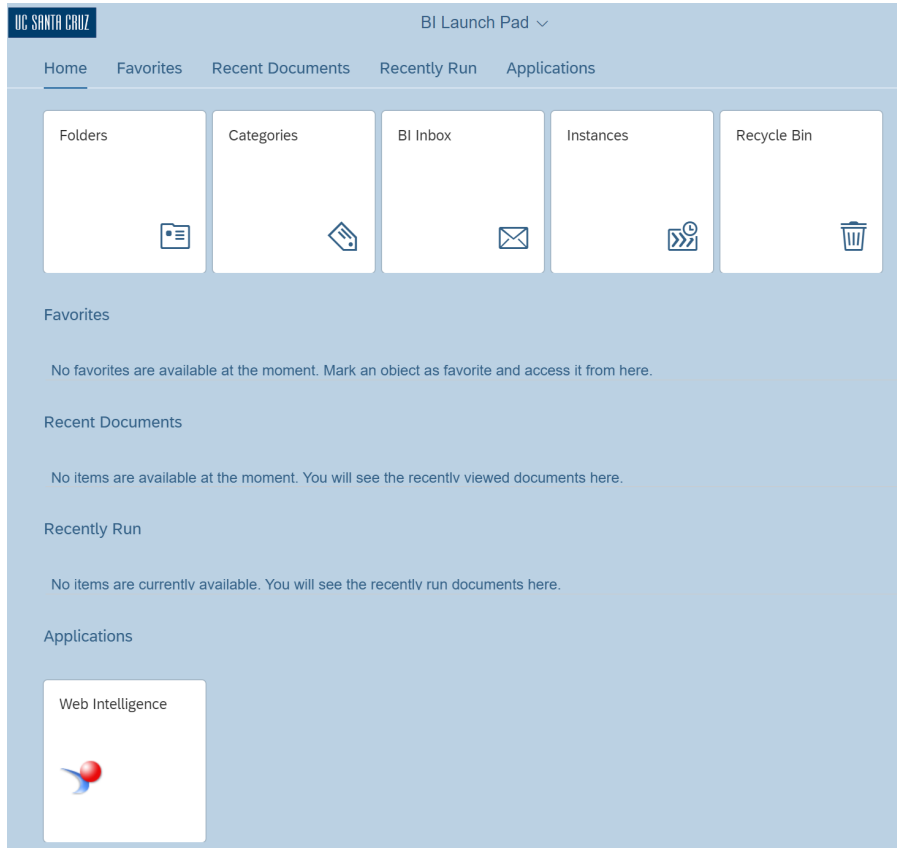 UC SANTA CRUZ
BI Launch Pad
Home Favorites Recent Documents Recently Run Applications
Folders Categories BI Inbox Instances Recycle Bin
Favorites
No favorites are available at the moment. Mark an object as favorite and access it from here.
Recent Documents
No items are available at the moment. You will see the recently viewed documents here.
Recently Run
No items are currently available. You will see the recently run documents here.
Applications
Web Intelligence